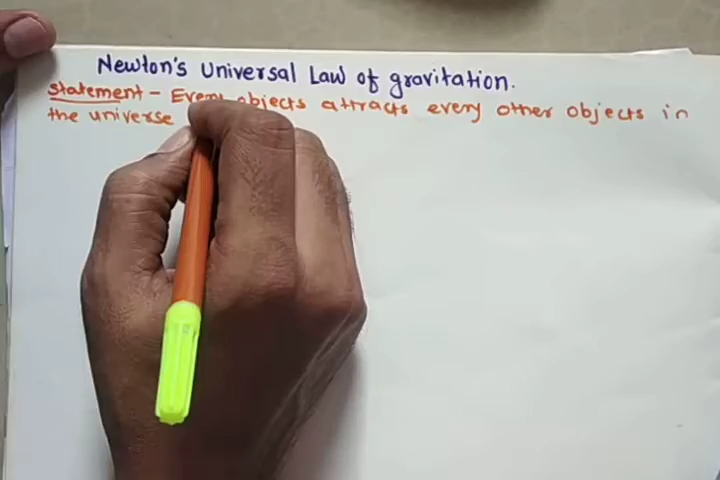 Newton's Universal Law of gravitation.
Statement - Every objects attracts every other objects in
the universe